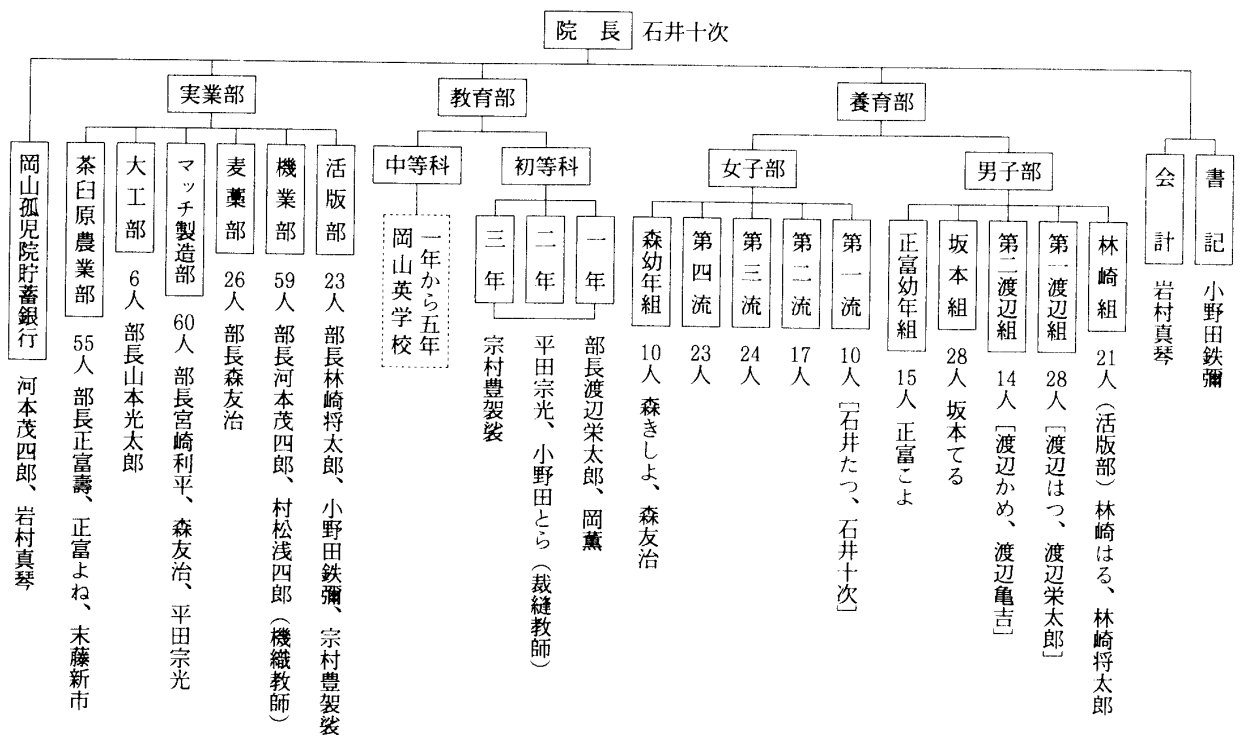 院長 石井十次
実業部
教育部
養育部
中等科
初等科
女子部
男子部
書記 小野田鉄彌
会計 岩村真琴
林崎組 21人(活版部)林崎はる、林崎将太郎
第一渡辺組 28人[渡辺はつ、渡辺栄太郎]
第二渡辺組 14人[渡辺かめ、渡辺亀吉]
坂本組 28人 坂本てる
正富幼年組 15人 正富こよ
第一流 10人[石井たつ、石井十次]
第二流 17人
第三流 24人
第四流 23人
森幼年組 10人 森きしよ、森友治
一年
二年
三年
部長渡辺栄太郎、岡薫
平田宗光、小野田とら(裁縫教師)
宗村豊袈裟
一年から五年
岡山英学校
活版部 23人 部長林崎将太郎、小野田鉄彌、宗村豊袈裟
機業部 59人 部長河本茂四郎、村松浅四郎(機織教師)
麦藁部 26人 部長森友治
マッチ製造部 60人 部長宮崎利平、森友治、平田宗光
大工部 6人 部長山本光太郎
茶臼原農業部 55人 部長正富壽、正富よね、末藤新市
岡山孤児院貯蓄銀行 河本茂四郎、岩村真琴